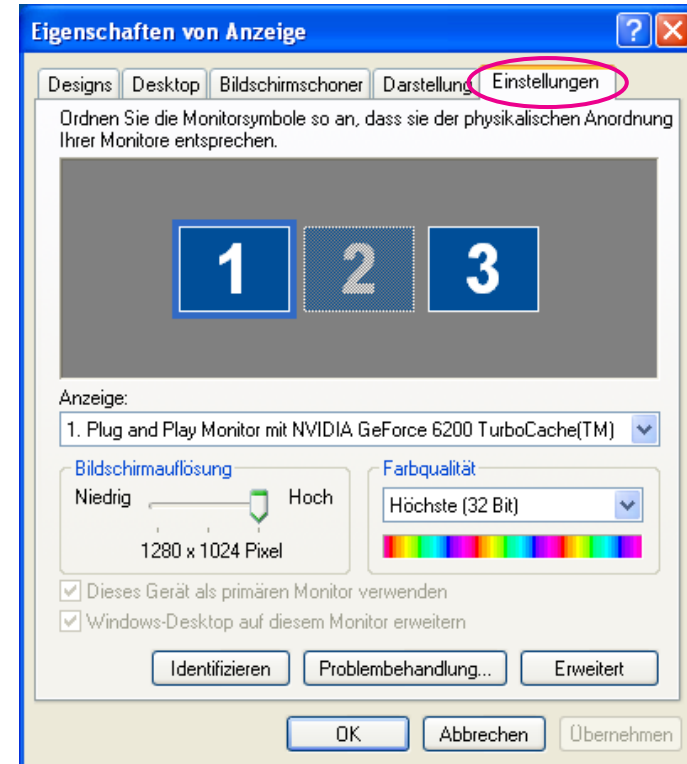 Eigenschaften von Anzeige
Designs Desktop Bildschirmschoner Darstellung Einstellungen
Ordnen Sie die Monitorsymbole so an, dass sie der physikalischen Anordnung
Ihrer Monitore entsprechen.
1 2 3
Anzeige:
1. Plug and Play Monitor mit NVIDIA GeForce 6200 TurboCache(TM)
Bildschirmauflösung Farbqualität
Niedrig Hoch Höchste (32 Bit)
1280 x 1024 Pixel
Dieses Gerät als primären Monitor verwenden
Windows-Desktop auf diesem Monitor erweitern
Identifizieren Problembehandlung... Erweitert
OK Abbrechen Übernehmen